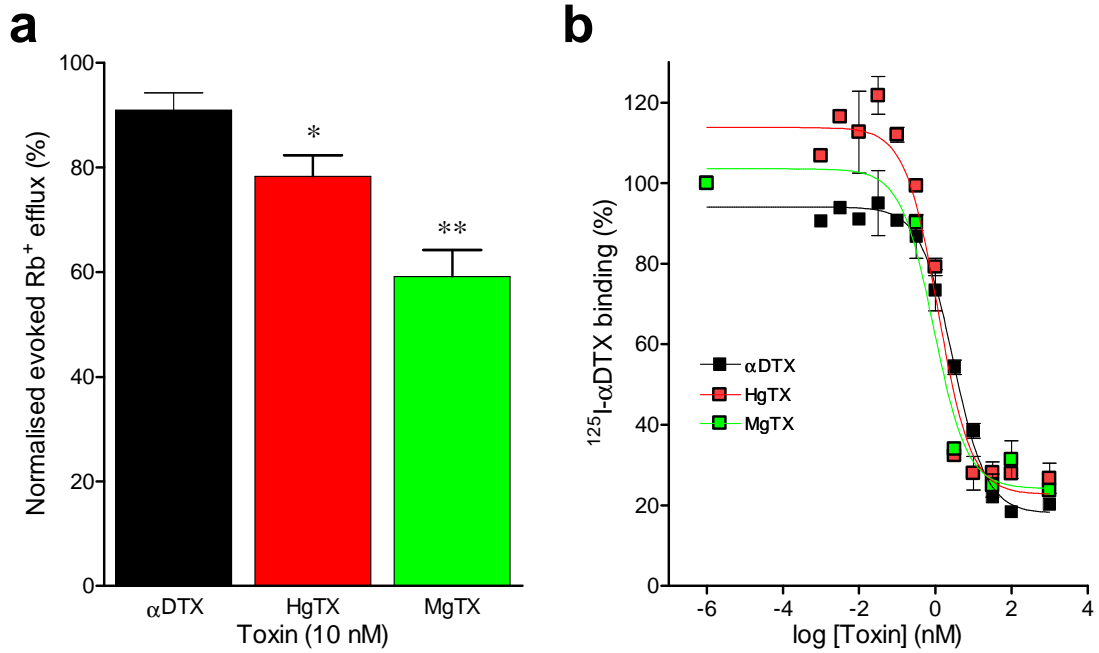 a
Normalised evoked Rb⁺ efflux (%)
100
80
60
40
20
0
*
**
αDTX HgTX MgTX
Toxin (10 nM)
b
¹²⁵I-αDTX binding (%)
120
100
80
60
40
20
0
αDTX
HgTX
MgTX
-6 -4 -2 0 2 4
log [Toxin] (nM)